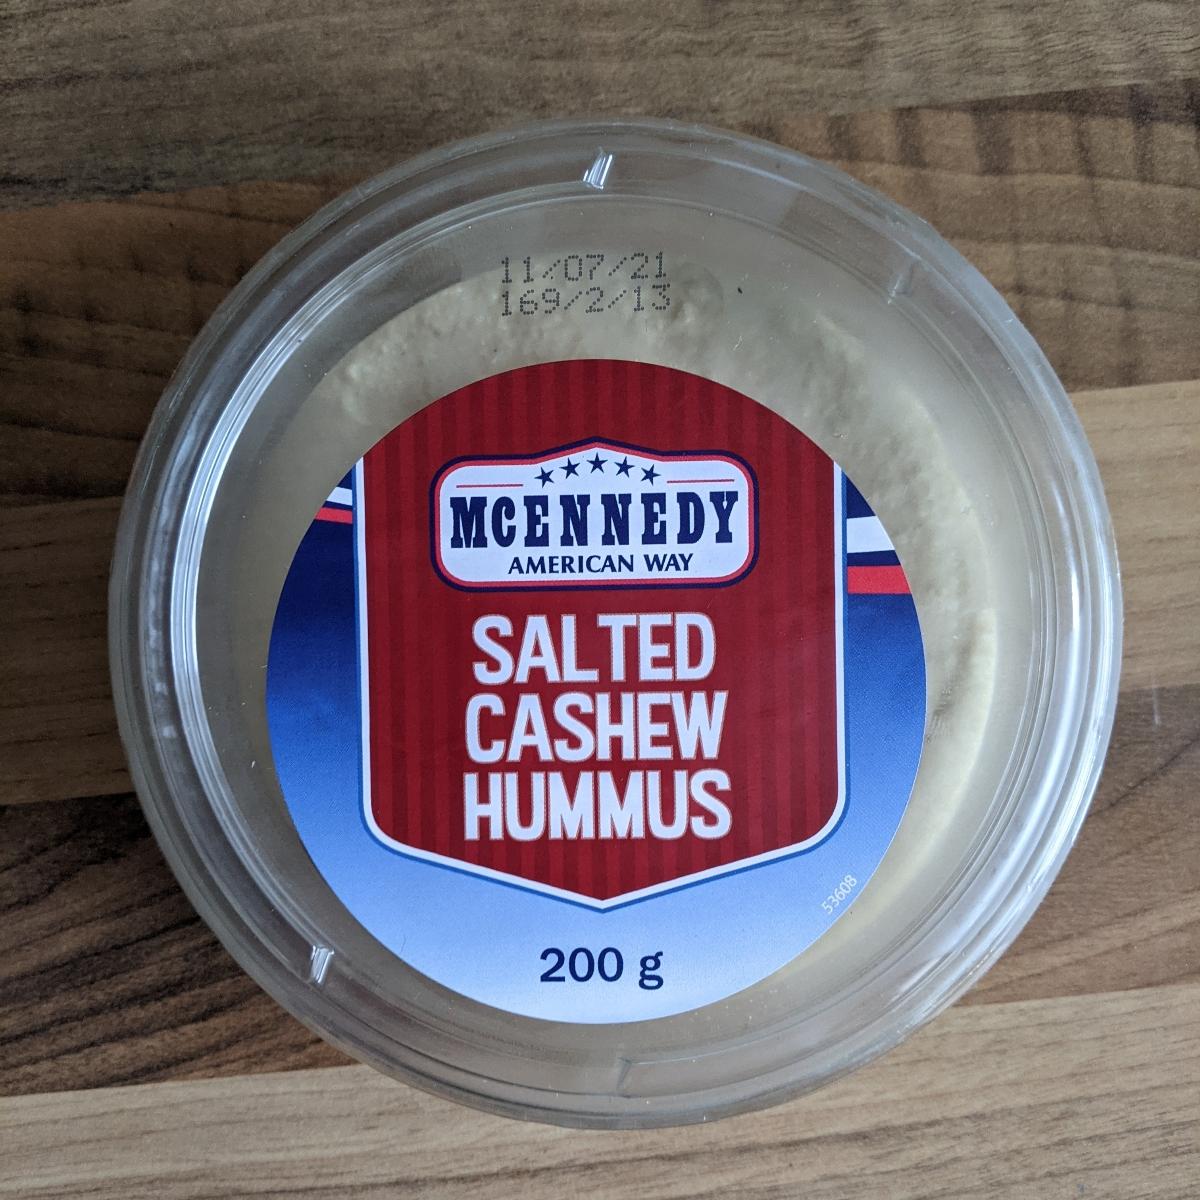 11/07/21
169/2/13
MCENNEDY
AMERICAN WAY
SALTED
CASHEW
HUMMUS
53608
200 g